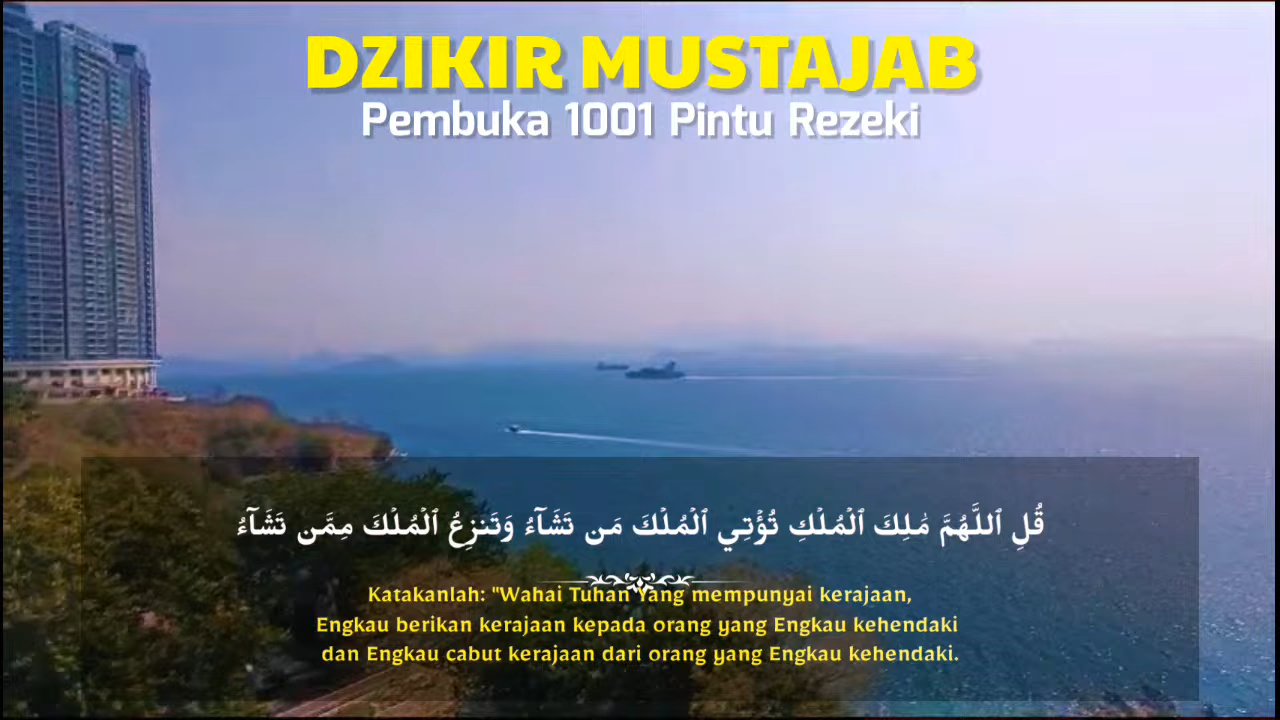 DZIKIR MUSTAJAB
Pembuka 1001 Pintu Rezeki
قُلِ ٱللَّهُمَّ مَٰلِكَ ٱلْمُلْكِ تُؤْتِي ٱلْمُلْكَ مَن تَشَآءُ وَتَنزِعُ ٱلْمُلْكَ مِمَّن تَشَآءُ
Katakanlah: "Wahai Tuhan Yang mempunyai kerajaan,
Engkau berikan kerajaan kepada orang yang Engkau kehendaki
dan Engkau cabut kerajaan dari orang yang Engkau kehendaki.